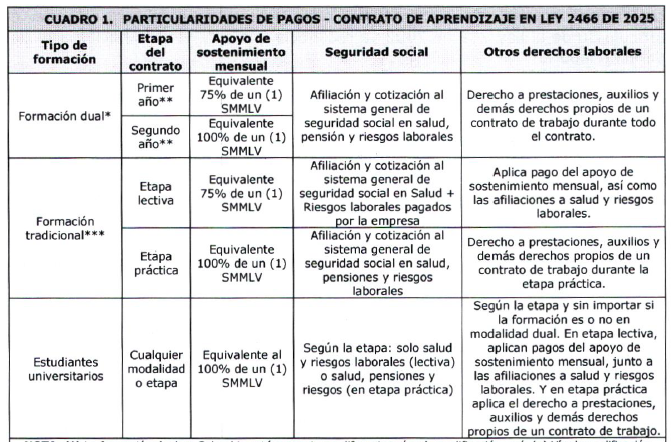 CUADRO 1. PARTICULARIDADES DE PAGOS - CONTRATO DE APRENDIZAJE EN LEY 2466 DE 2025
Tipo de
formación
Etapa
del
contrato
Apoyo de
sostenimiento
mensual
Seguridad social
Otros derechos laborales
Formación dual*
Primer
año**
Equivalente
75% de un (1)
SMMLV
Segundo
año**
Equivalente
100% de un (1)
SMMLV
Afiliación y cotización al
sistema general de
seguridad social en salud,
pensión y riesgos laborales
Derecho a prestaciones, auxilios y
demás derechos propios de un
contrato de trabajo durante todo
el contrato.
Formación
tradicional***
Etapa
lectiva
Equivalente
75% de un (1)
SMMLV
Afiliación y cotización al
sistema general de
seguridad social en Salud +
Riesgos laborales pagados
por la empresa
Aplica pago del apoyo de
sostenimiento mensual, así como
las afiliaciones a salud y riesgos
laborales.
Etapa
práctica
Equivalente
100% de un (1)
SMMLV
Afiliación y cotización al
sistema general de
seguridad social en salud,
pensiones y riesgos
laborales
Derecho a prestaciones, auxilios y
demás derechos propios de un
contrato de trabajo durante la
etapa práctica.
Estudiantes
universitarios
Cualquier
modalidad
o etapa
Equivalente al
100% de un (1)
SMMLV
Según la etapa: solo salud
y riesgos laborales (lectiva)
o salud, pensiones y
riesgos (en etapa práctica)
Según la etapa y sin importar si
la formación es o no en
modalidad dual. En etapa lectiva,
aplican pagos del apoyo de
sostenimiento mensual, junto a
las afiliaciones a salud y riesgos
laborales. Y en etapa práctica
aplica el derecho a prestaciones,
auxilios y demás derechos
propios de un contrato de trabajo.